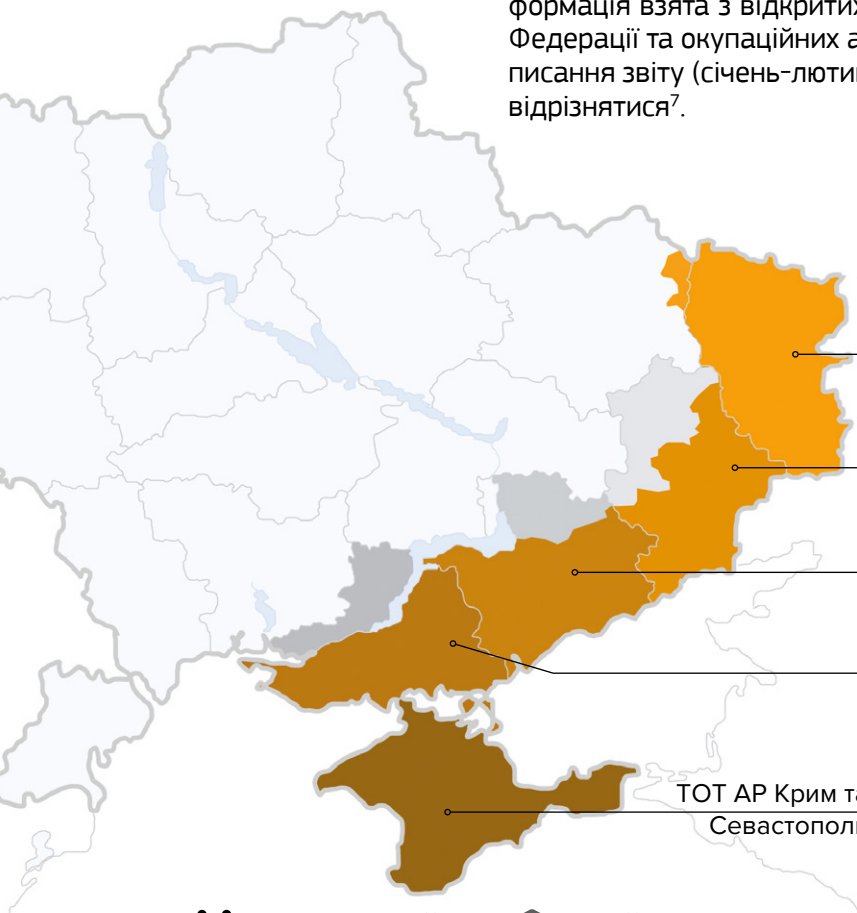 формація взята з відкритих
Федерації та окупаційних а
писання звіту (січень-лютий
відрізнятися⁷.
ТОТ АР Крим та
Севастополь